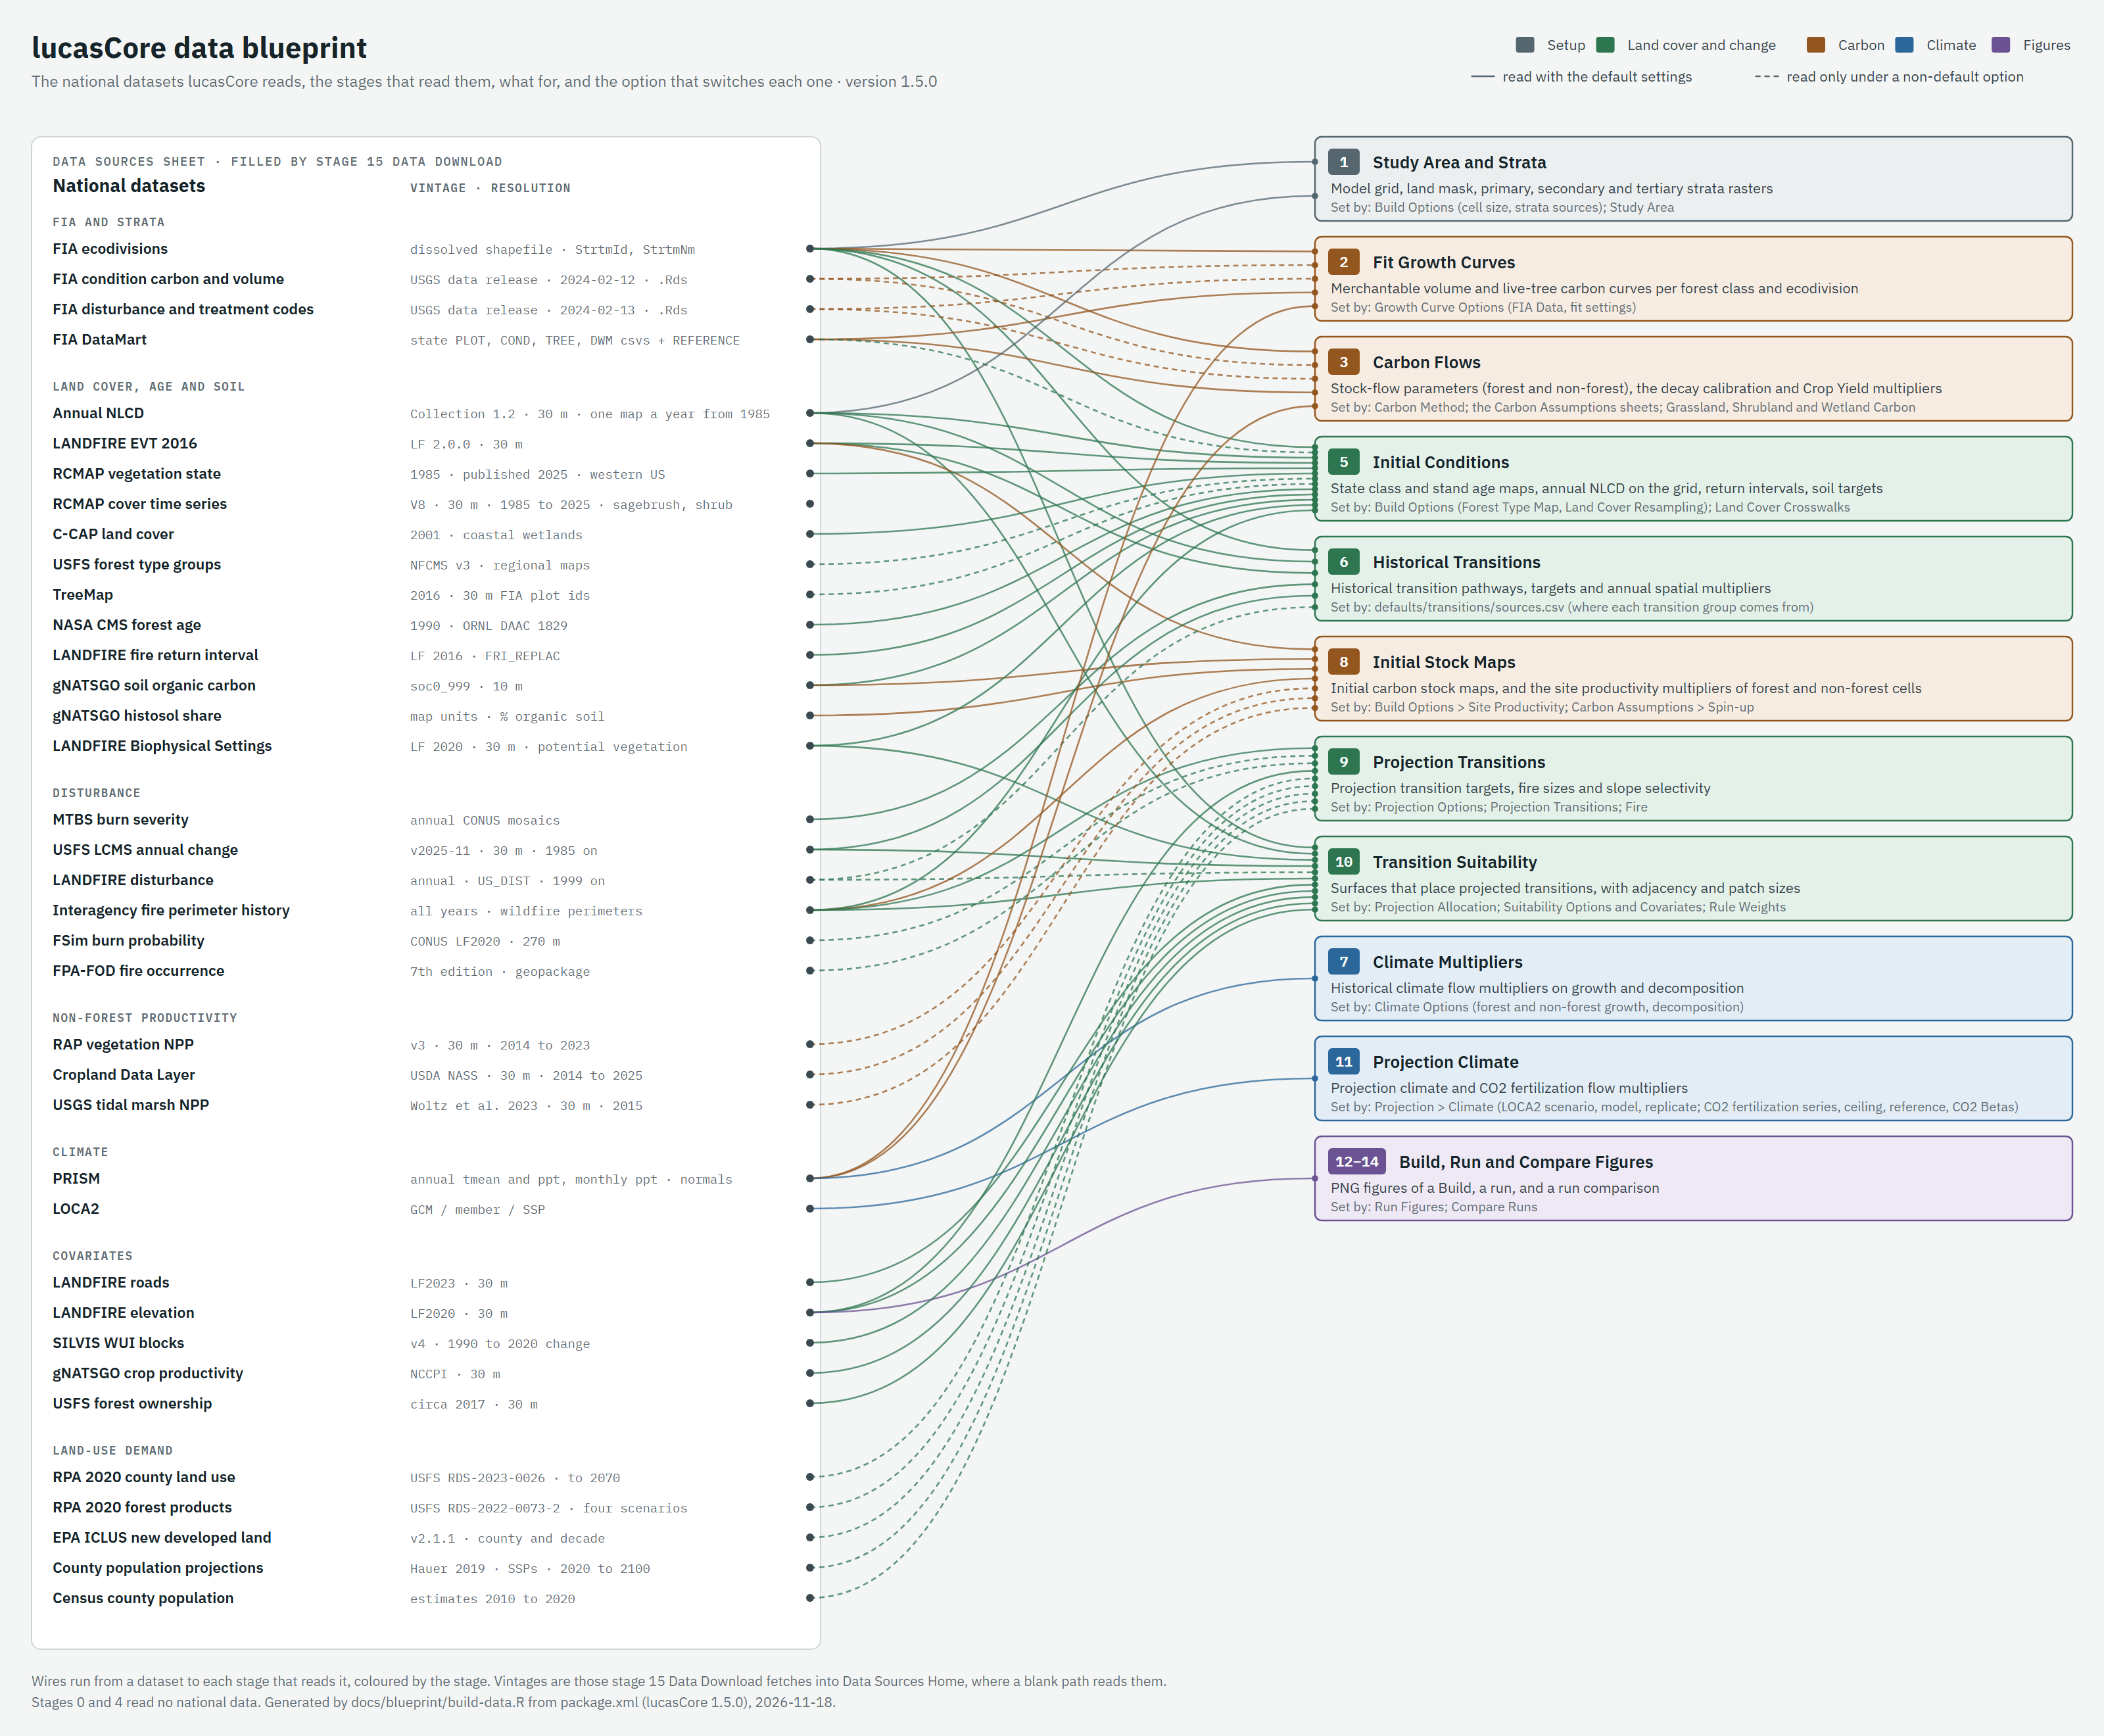 lucasCore data blueprint
The national datasets lucasCore reads, the stages that read them, what for, and the option that switches each one · version 1.5.0
Setup
Land cover and change
Carbon
Climate
Figures
read with the default settings
read only under a non-default option
DATA SOURCES SHEET · FILLED BY STAGE 15 DATA DOWNLOAD
National datasets VINTAGE · RESOLUTION
FIA AND STRATA
FIA ecodivisions dissolved shapefile · StrtmId, StrtmNm
FIA condition carbon and volume USGS data release · 2024-02-12 · .Rds
FIA disturbance and treatment codes USGS data release · 2024-02-13 · .Rds
FIA DataMart state PLOT, COND, TREE, DWM csvs + REFERENCE
LAND COVER, AGE AND SOIL
Annual NLCD Collection 1.2 · 30 m · one map a year from 1985
LANDFIRE EVT 2016 LF 2.0.0 · 30 m
RCMAP vegetation state 1985 · published 2025 · western US
RCMAP cover time series V8 · 30 m · 1985 to 2025 · sagebrush, shrub
C-CAP land cover 2001 · coastal wetlands
USFS forest type groups NFCMS v3 · regional maps
TreeMap 2016 · 30 m FIA plot ids
NASA CMS forest age 1990 · ORNL DAAC 1829
LANDFIRE fire return interval LF 2016 · FRI_REPLAC
gNATSGO soil organic carbon soc0_999 · 10 m
gNATSGO histosol share map units · % organic soil
LANDFIRE Biophysical Settings LF 2020 · 30 m · potential vegetation
DISTURBANCE
MTBS burn severity annual CONUS mosaics
USFS LCMS annual change v2025-11 · 30 m · 1985 on
LANDFIRE disturbance annual · US_DIST · 1999 on
Interagency fire perimeter history all years · wildfire perimeters
FSim burn probability CONUS LF2020 · 270 m
FPA-FOD fire occurrence 7th edition · geopackage
NON-FOREST PRODUCTIVITY
RAP vegetation NPP v3 · 30 m · 2014 to 2023
Cropland Data Layer USDA NASS · 30 m · 2014 to 2025
USGS tidal marsh NPP Woltz et al. 2023 · 30 m · 2015
CLIMATE
PRISM annual tmean and ppt, monthly ppt · normals
LOCA2 GCM / member / SSP
COVARIATES
LANDFIRE roads LF2023 · 30 m
LANDFIRE elevation LF2020 · 30 m
SILVIS WUI blocks v4 · 1990 to 2020 change
gNATSGO crop productivity NCCPI · 30 m
USFS forest ownership circa 2017 · 30 m
LAND-USE DEMAND
RPA 2020 county land use USFS RDS-2023-0026 · to 2070
RPA 2020 forest products USFS RDS-2022-0073-2 · four scenarios
EPA ICLUS new developed land v2.1.1 · county and decade
County population projections Hauer 2019 · SSPs · 2020 to 2100
Census county population estimates 2010 to 2020
1 Study Area and Strata
Model grid, land mask, primary, secondary and tertiary strata rasters
Set by: Build Options (cell size, strata sources); Study Area
2 Fit Growth Curves
Merchantable volume and live-tree carbon curves per forest class and ecodivision
Set by: Growth Curve Options (FIA Data, fit settings)
3 Carbon Flows
Stock-flow parameters (forest and non-forest), the decay calibration and Crop Yield multipliers
Set by: Carbon Method; the Carbon Assumptions sheets; Grassland, Shrubland and Wetland Carbon
5 Initial Conditions
State class and stand age maps, annual NLCD on the grid, return intervals, soil targets
Set by: Build Options (Forest Type Map, Land Cover Resampling); Land Cover Crosswalks
6 Historical Transitions
Historical transition pathways, targets and annual spatial multipliers
Set by: defaults/transitions/sources.csv (where each transition group comes from)
8 Initial Stock Maps
Initial carbon stock maps, and the site productivity multipliers of forest and non-forest cells
Set by: Build Options > Site Productivity; Carbon Assumptions > Spin-up
9 Projection Transitions
Projection transition targets, fire sizes and slope selectivity
Set by: Projection Options; Projection Transitions; Fire
10 Transition Suitability
Surfaces that place projected transitions, with adjacency and patch sizes
Set by: Projection Allocation; Suitability Options and Covariates; Rule Weights
7 Climate Multipliers
Historical climate flow multipliers on growth and decomposition
Set by: Climate Options (forest and non-forest growth, decomposition)
11 Projection Climate
Projection climate and CO2 fertilization flow multipliers
Set by: Projection > Climate (LOCA2 scenario, model, replicate; CO2 fertilization series, ceiling, reference, CO2 Betas)
12–14 Build, Run and Compare Figures
PNG figures of a Build, a run, and a run comparison
Set by: Run Figures; Compare Runs
Wires run from a dataset to each stage that reads it, coloured by the stage. Vintages are those stage 15 Data Download fetches into Data Sources Home, where a blank path reads them.
Stages 0 and 4 read no national data. Generated by docs/blueprint/build-data.R from package.xml (lucasCore 1.5.0), 2026-11-18.